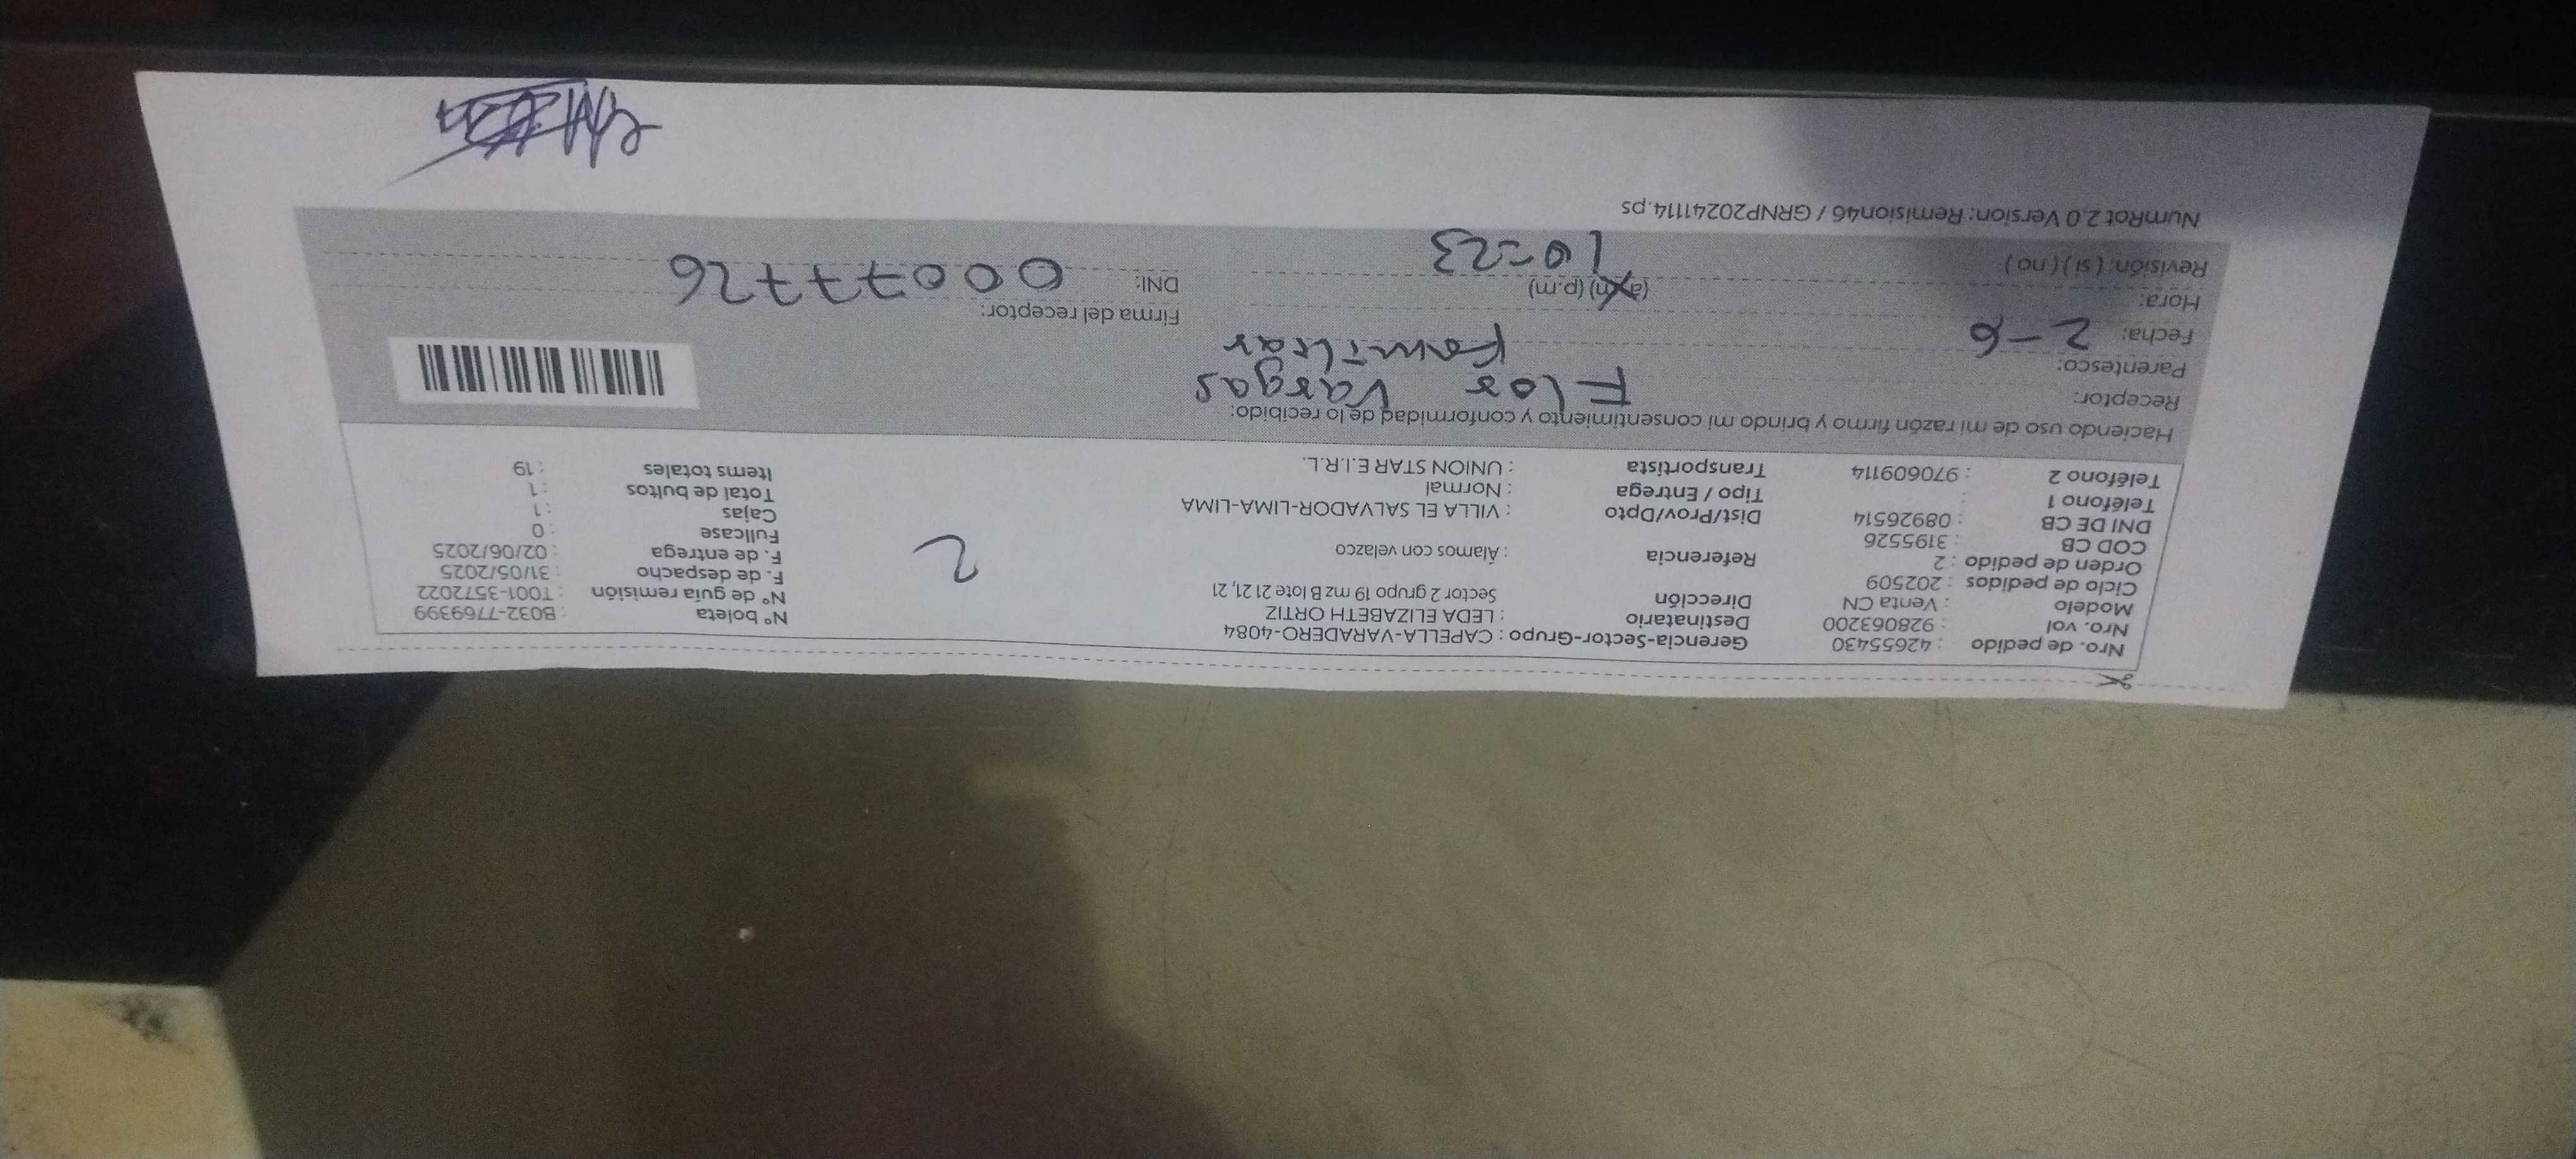 Nro. de pedido : 42655430 Gerencia-Sector-Grupo : CAPELLA-VARADERO-4084 N° boleta : B032-7769399
Nro. vol : 928063200 Destinatario : LEDA ELIZABETH ORTIZ N° de guia remisión : T001-3572022
Modelo : Venta CN Dirección Sector 2 grupo 19 mz B lote 21 21, 21 F. de despacho : 31/05/2025
Ciclo de pedidos : 202509 F. de entrega : 02/06/2025
Orden de pedido : 2 Referencia : Álamos con velazco 2 Fullcase : 0
COD CB : 3195526 Cajas : 1
DNI DE CB : 08926514 Dist/Prov/Dpto : VILLA EL SALVADOR-LIMA-LIMA Total de bultos : 1
Teléfono 1 : Tipo / Entrega : Normal Items totales : 19
Teléfono 2 : 970609114 Transportista : UNION STAR E.I.R.L.
Haciendo uso de mi razón firmo y brindo mi consentimiento y conformidad de lo recibido:
Receptor: Flor Vargas
Parentesco: Familiar
Fecha: 2-6 Firma del receptor:
Hora: (a.m) (p.m) DNI: 00077726
Revisión: ( si ) ( no ) 10=23
NumRot 2.0 Version: Remision46 / GRNP20241114.ps